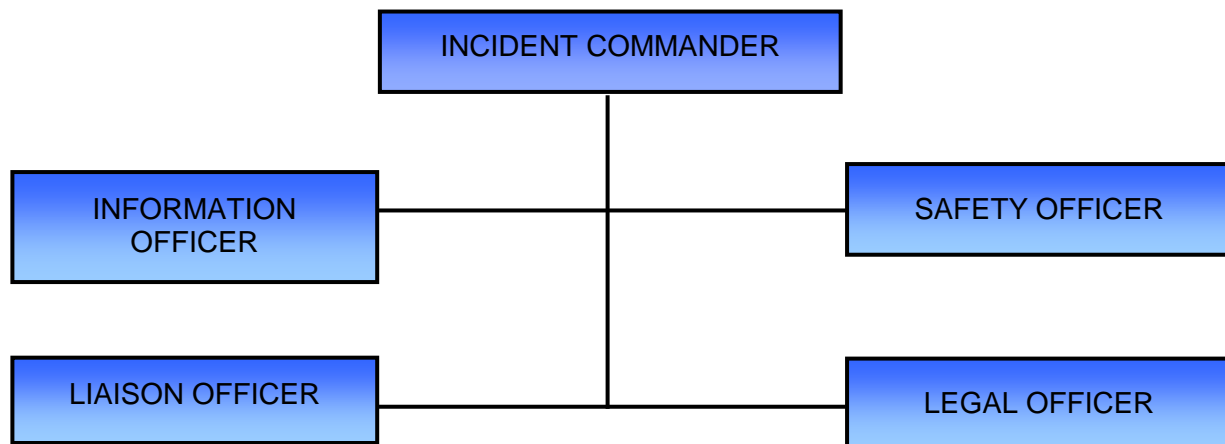 INCIDENT COMMANDER
INFORMATION
OFFICER
SAFETY OFFICER
LIAISON OFFICER
LEGAL OFFICER